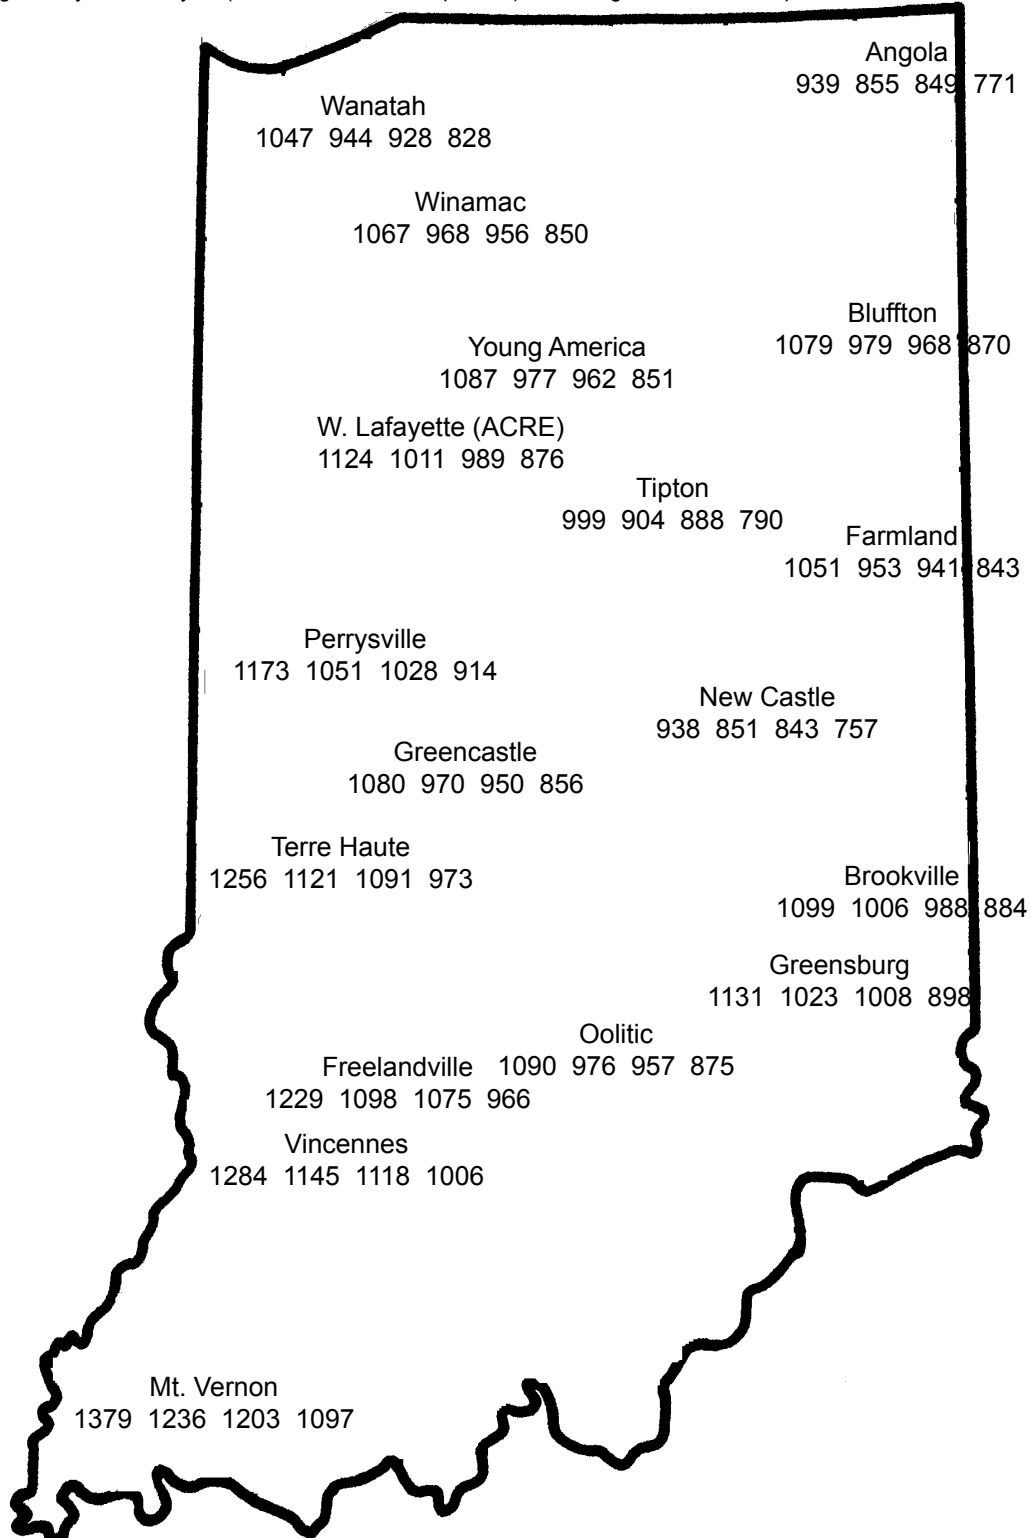 Angola
939 855 849 771
Wanatah
1047 944 928 828
Winamac
1067 968 956 850
Bluffton
1079 979 968 870
Young America
1087 977 962 851
W. Lafayette (ACRE)
1124 1011 989 876
Tipton
999 904 888 790
Farmland
1051 953 941 843
Perrysville
1173 1051 1028 914
New Castle
938 851 843 757
Greencastle
1080 970 950 856
Terre Haute
1256 1121 1091 973
Brookville
1099 1006 988 884
Greensburg
1131 1023 1008 898
Oolitic
1090 976 957 875
Freelandville
1229 1098 1075 966
Vincennes
1284 1145 1118 1006
Mt. Vernon
1379 1236 1203 1097